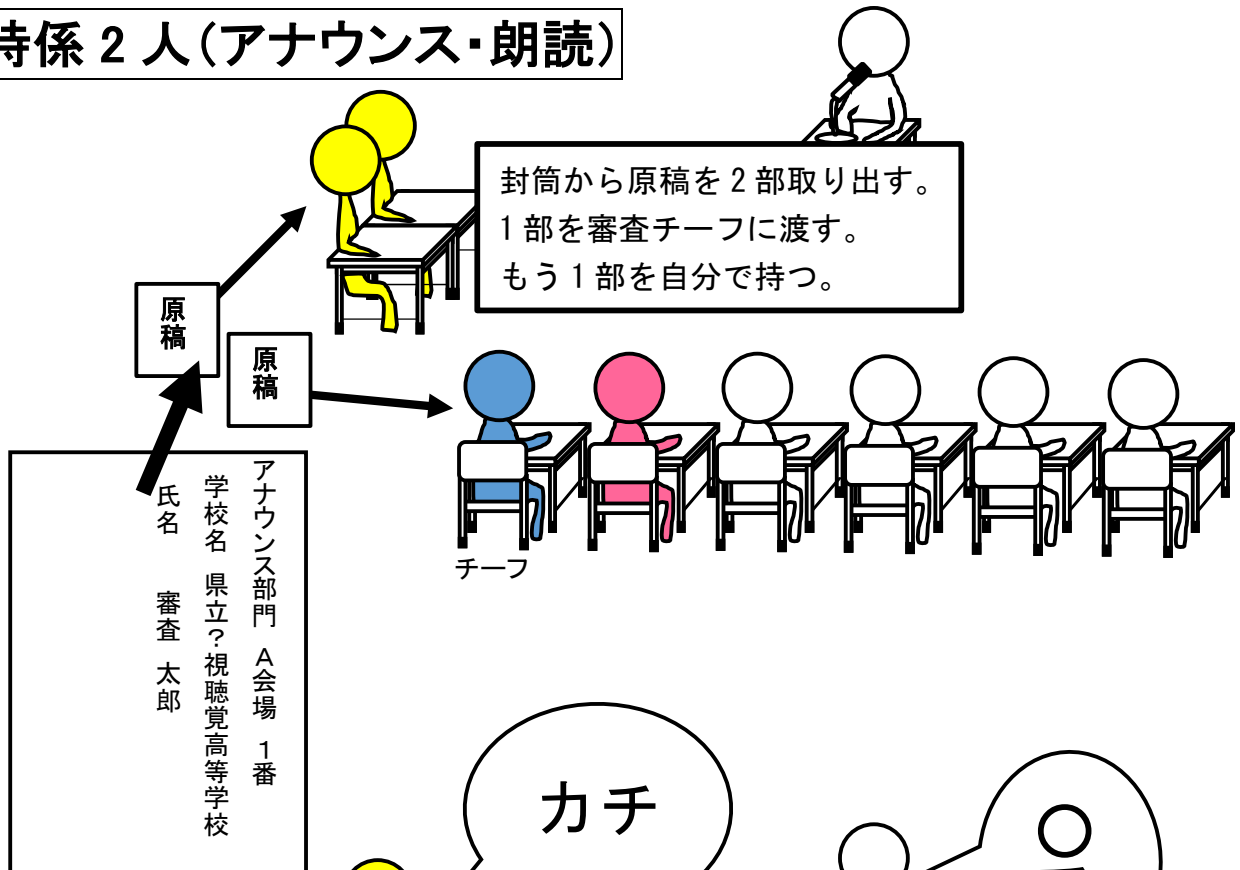 時係 2 人（アナウンス・朗読）
封筒から原稿を 2 部取り出す。
1 部を審査チーフに渡す。
もう 1 部を自分で持つ。
原稿
原稿
チーフ
アナウンス部門 A会場 1番
学校名 県立？視聴覚高等学校
氏名 審査 太郎
カチ